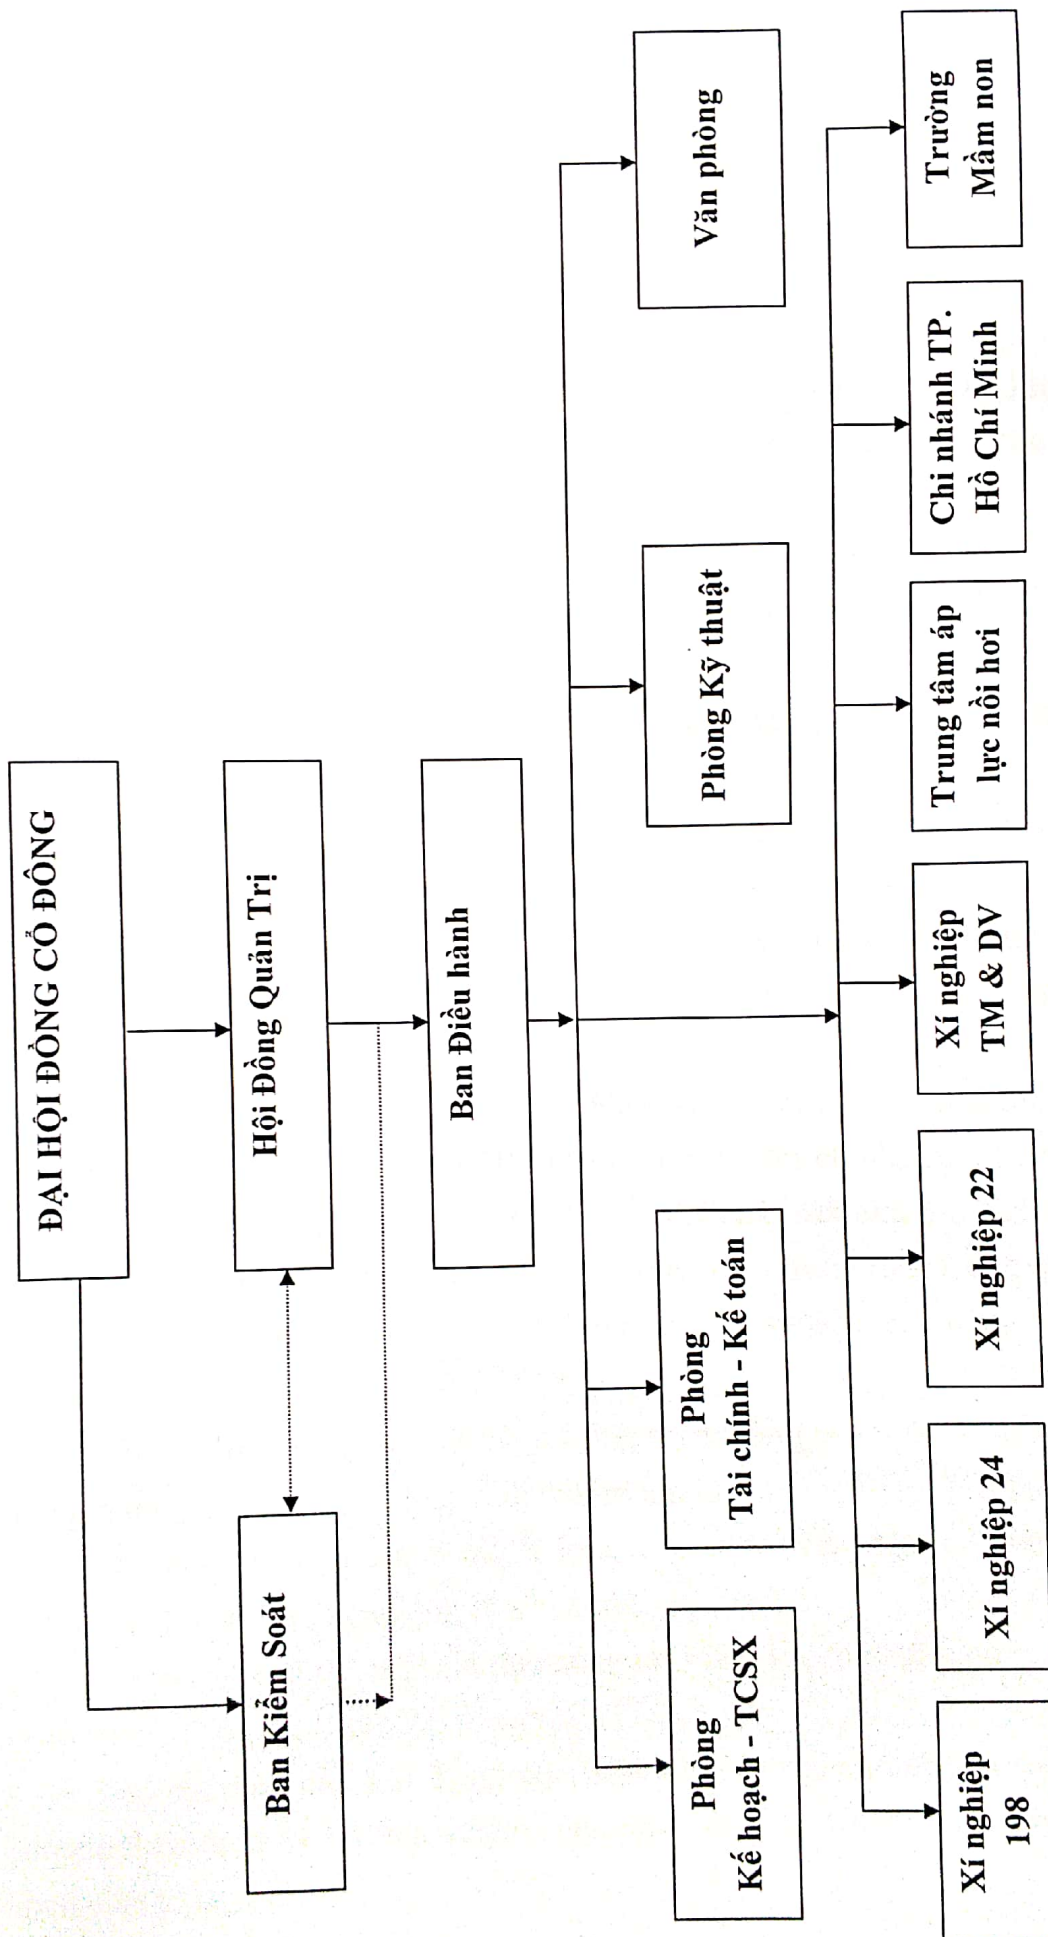 ĐẠI HỘI ĐỒNG CỔ ĐÔNG
Ban Kiểm Soát
Hội Đồng Quản Trị
Ban Điều hành
Phòng
Kế hoạch - TCSX
Phòng
Tài chính - Kế toán
Phòng Kỹ thuật
Văn phòng
Xí nghiệp
198
Xí nghiệp 24
Xí nghiệp 22
Xí nghiệp
TM & DV
Trung tâm áp
lực nồi hơi
Chi nhánh TP.
Hồ Chí Minh
Trường
Mầm non